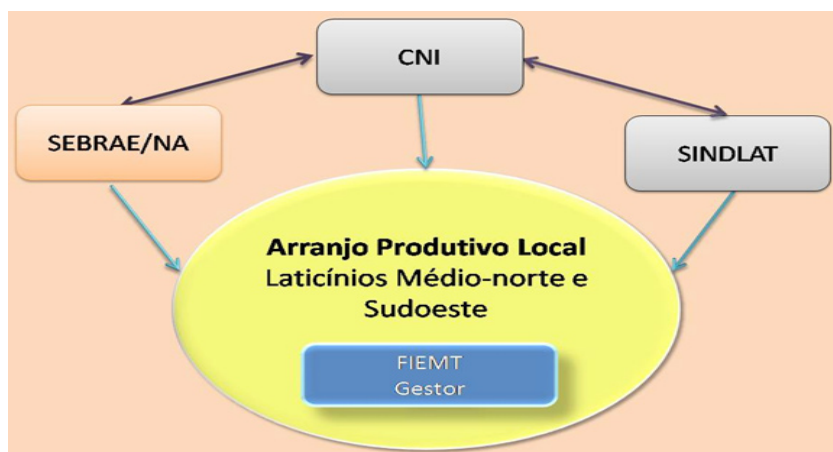 CNI
SEBRAE/NA
SINDLAT
Arranjo Produtivo Local
Laticínios Médio-norte e
Sudoeste
FIEMT
Gestor